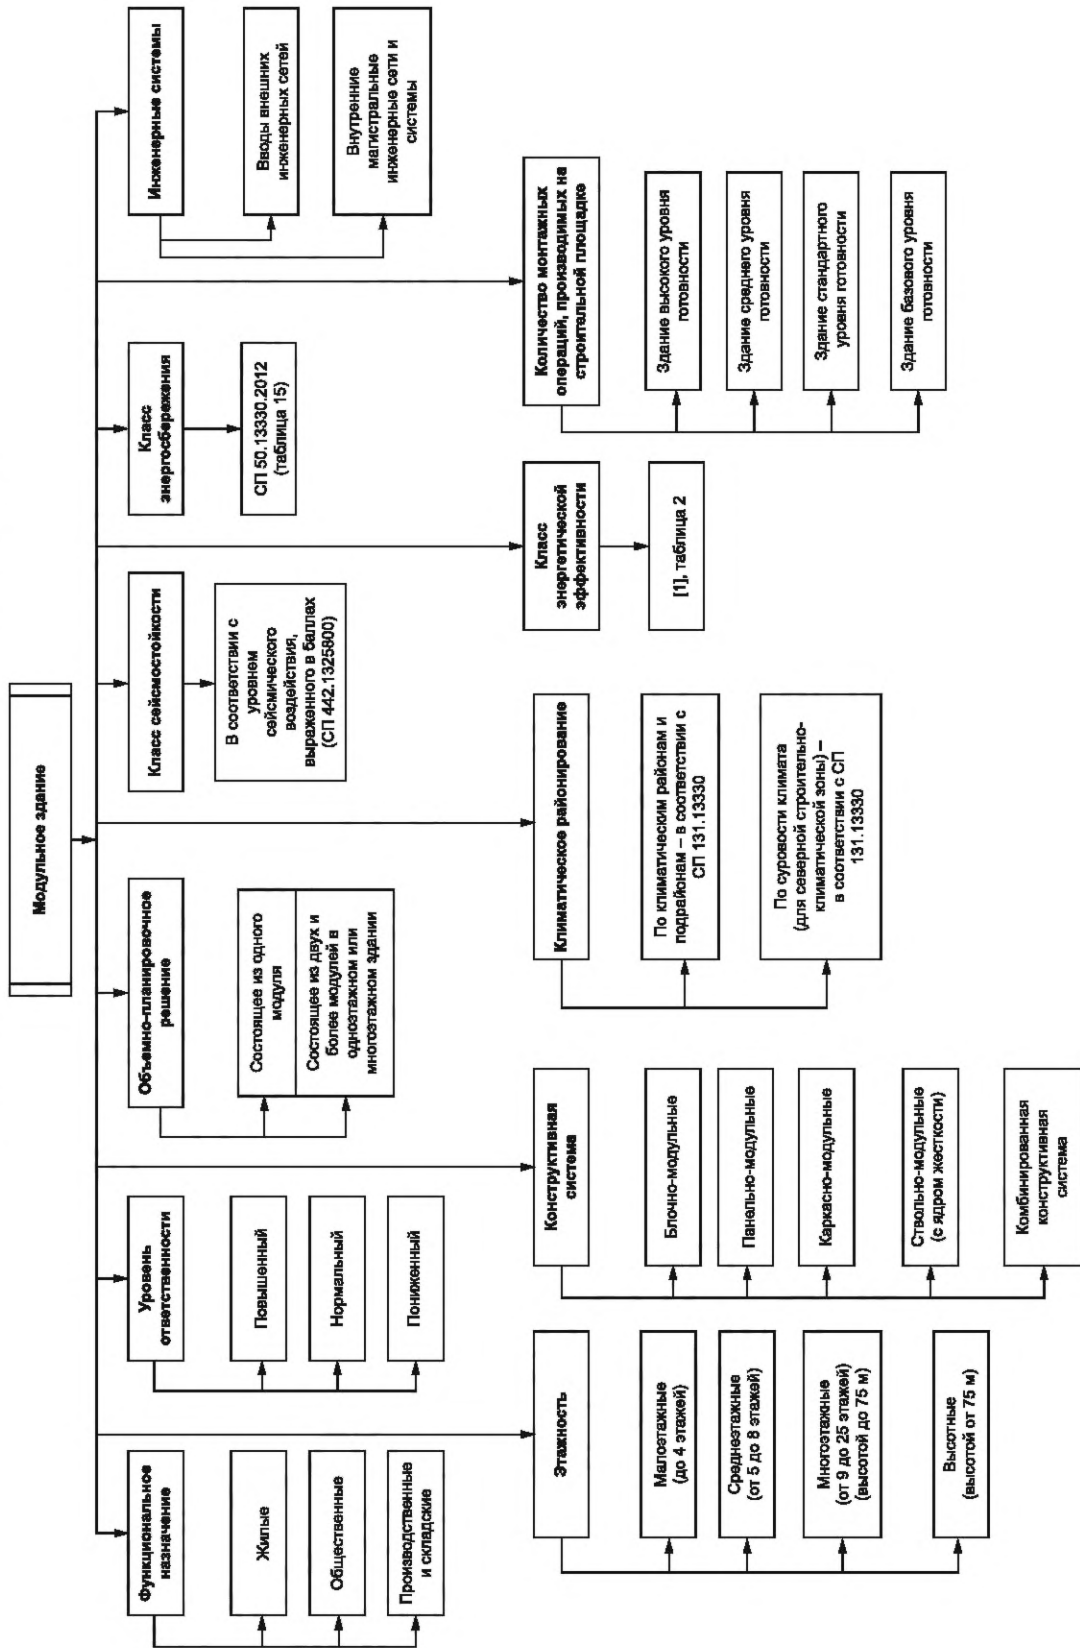 Модульное здание
Функциональное
назначение
Жилые
Общественные
Производственные
и складские
Уровень
ответственности
Повышенный
Нормальный
Пониженный
Объемно-планировочное
решение
Состоящее из одного
модуля
Состоящее из двух и
более модулей в
одноэтажном или
многоэтажном здании
Класс сейсмостойкости
В соответствии с
уровнем
сейсмического
воздействия,
выраженного в баллах
(СП 442.1325800)
Класс
энергосбережения
СП 50.13330.2012
(таблица 15)
Инженерные системы
Вводы внешних
инженерных сетей
Внутренние
магистральные
инженерные сети и
системы
Этажность
Малоэтажные
(до 4 этажей)
Среднеэтажные
(от 5 до 8 этажей)
Многоэтажные
(от 9 до 25 этажей)
(высотой до 75 м)
Высотные
(высотой от 75 м)
Конструктивная
система
Блочно-модульные
Панельно-модульные
Каркасно-модульные
Ствольно-модульные
(с ядром жесткости)
Комбинированная
конструктивная
система
Климатическое районирование
По климатическим районам и
подрайонам – в соответствии с
СП 131.13330
По суровости климата
(для северной строительно-
климатической зоны) –
в соответствии с СП
131.13330
Класс
энергетической
эффективности
[1], таблица 2
Количество монтажных
операций, производимых на
строительной площадке
Здание высокого уровня
готовности
Здание среднего уровня
готовности
Здание стандартного
уровня готовности
Здание базового уровня
готовности